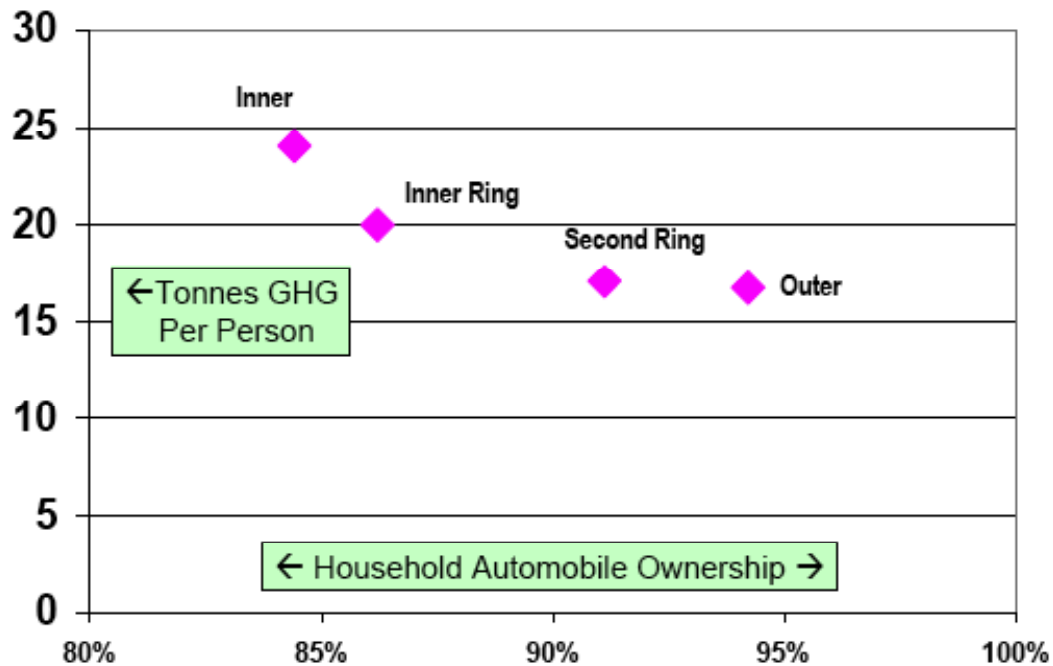 30
Inner
25
Inner Ring
20
Second Ring
Outer
←Tonnes GHG
Per Person
15
10
5
← Household Automobile Ownership →
0
80%
85%
90%
95%
100%